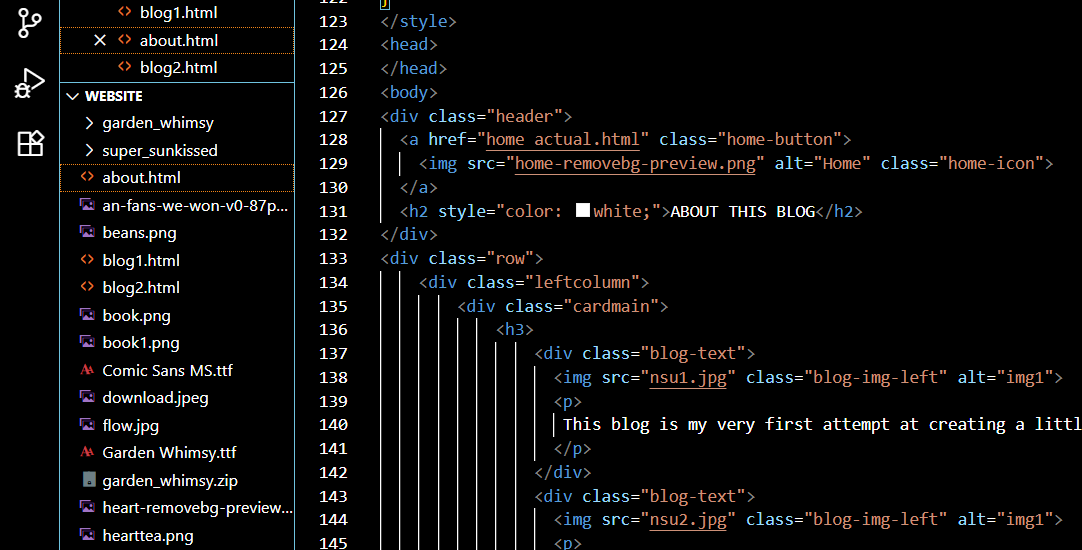 blog1.html
about.html
blog2.html
WEBSITE
garden_whimsy
super_sunkissed
about.html
an-fans-we-won-v0-87p...
beans.png
blog1.html
blog2.html
book.png
book1.png
Comic Sans MS.ttf
download.jpeg
flow.jpg
Garden Whimsy.ttf
garden_whimsy.zip
heart-removebg-preview...
hearttea.png
122 }
123 </style>
124 <head>
125 </head>
126 <body>
127 <div class="header">
128 <a href="home actual.html" class="home-button">
129 <img src="home-removebg-preview.png" alt="Home" class="home-icon">
130 </a>
131 <h2 style="color: white;">ABOUT THIS BLOG</h2>
132 </div>
133 <div class="row">
134 <div class="leftcolumn">
135 <div class="cardmain">
136 <h3>
137 <div class="blog-text">
138 <img src="nsu1.jpg" class="blog-img-left" alt="img1">
139 <p>
140 This blog is my very first attempt at creating a littl
141 </p>
142 </div>
143 <div class="blog-text">
144 <img src="nsu2.jpg" class="blog-img-left" alt="img1">
145 <p>